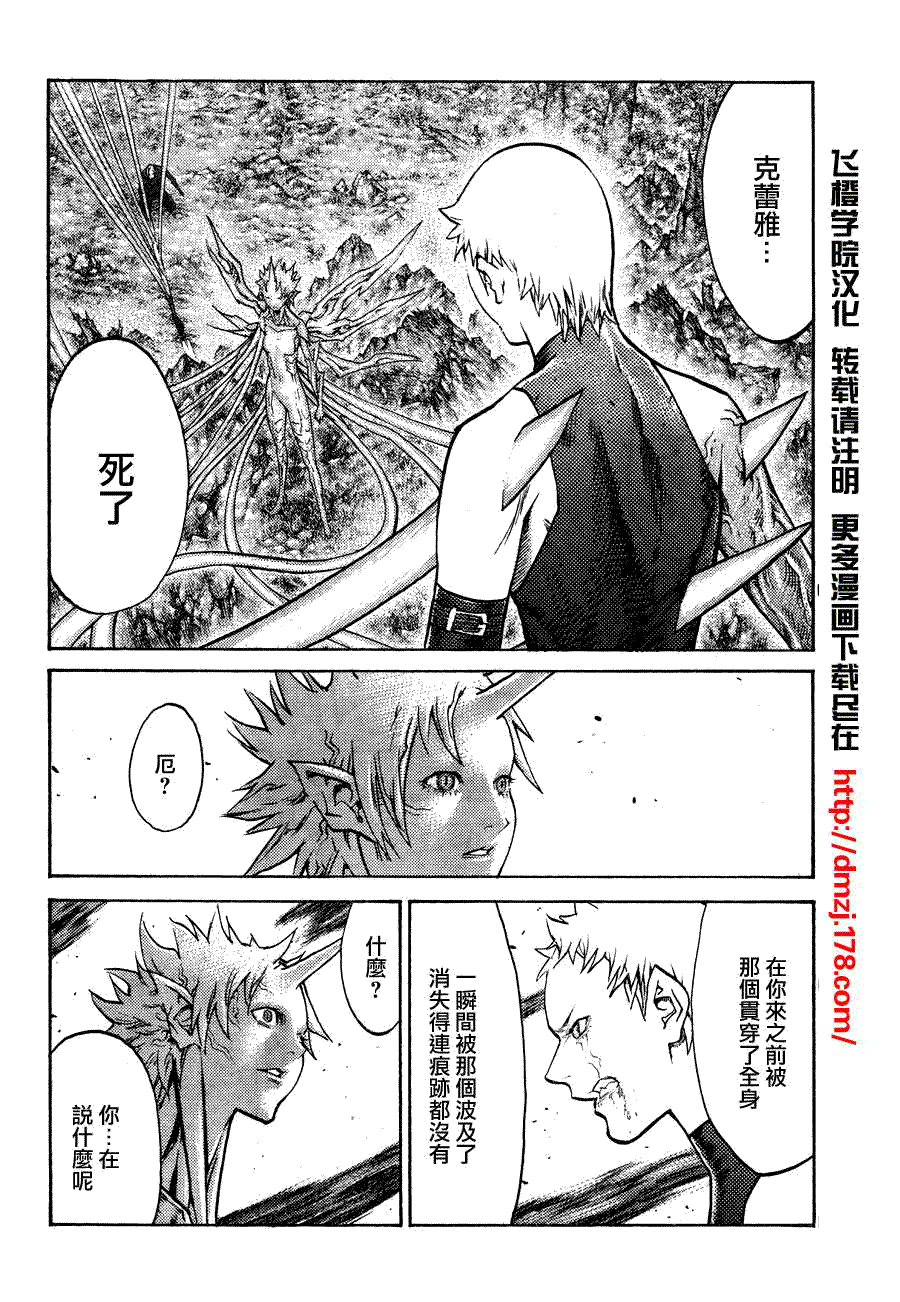 克蕾雅…
死了
厄?
在你來之前被
那個貫穿了全身
一瞬間被那個波及了
消失得連痕跡都沒有
什麼?
你…在
説什麼呢
飞橙学院汉化 转载请注明 更多漫画下载尽在 http://dmzj.178.com/